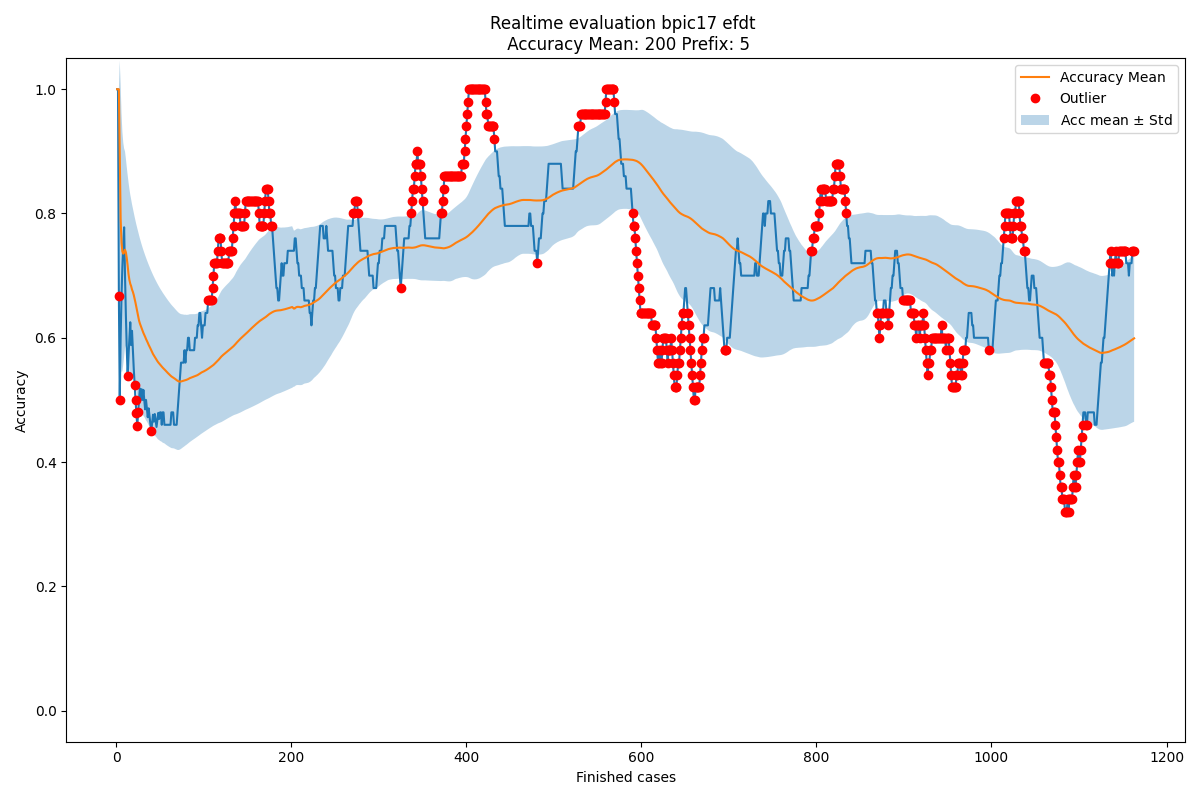 Realtime evaluation bpic17 efdt
Accuracy Mean: 200 Prefix: 5
Accuracy Mean
Outlier
Acc mean ± Std
Accuracy
1.0
0.8
0.6
0.4
0.2
0.0
0
200
400
600
800
1000
1200
Finished cases